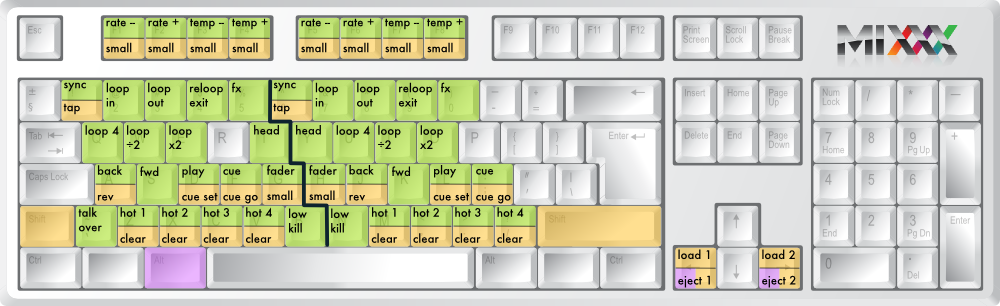 Esc
rate – rate + temp – temp +
small small small small
rate – rate + temp – temp +
small small small small
F9 F10 F11 F12
Print Screen
Scroll Lock
Pause Break
MIXXX
± §
sync
tap
loop in
loop out
reloop exit
fx
sync
tap
loop in
loop out
reloop exit
fx
- _
+ =
←
Insert Home Page Up
Num Lock / * —
Tab
loop 4
loop ÷2
loop x2
R
head
head
loop 4
loop ÷2
loop x2
P
Enter
Delete End Page Down
7 Home
8
9 Pg Up
+
Caps Lock
back
rev
fwd
play
cue set
cue
cue go
fader
small
fader
small
back
rev
fwd
play
cue set
cue
cue go
4 5 6
Shift
talk over
hot 1
clear
hot 2
clear
hot 3
clear
hot 4
clear
low kill
low kill
hot 1
clear
hot 2
clear
hot 3
clear
hot 4
clear
Shift
↑
1 End
2
3 Pg Dn
Enter
Ctrl
Alt
Alt
Ctrl
load 1
eject 1
↓
load 2
eject 2
0
. Del